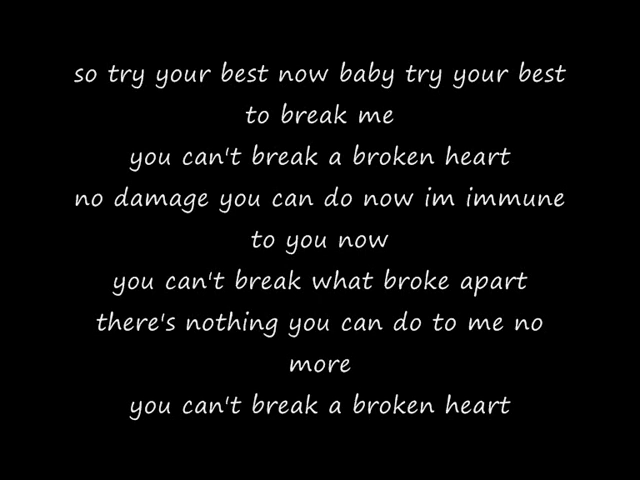 so try your best now baby try your best
to break me
you can't break a broken heart
no damage you can do now im immune
to you now
you can't break what broke apart
there's nothing you can do to me no
more
you can't break a broken heart